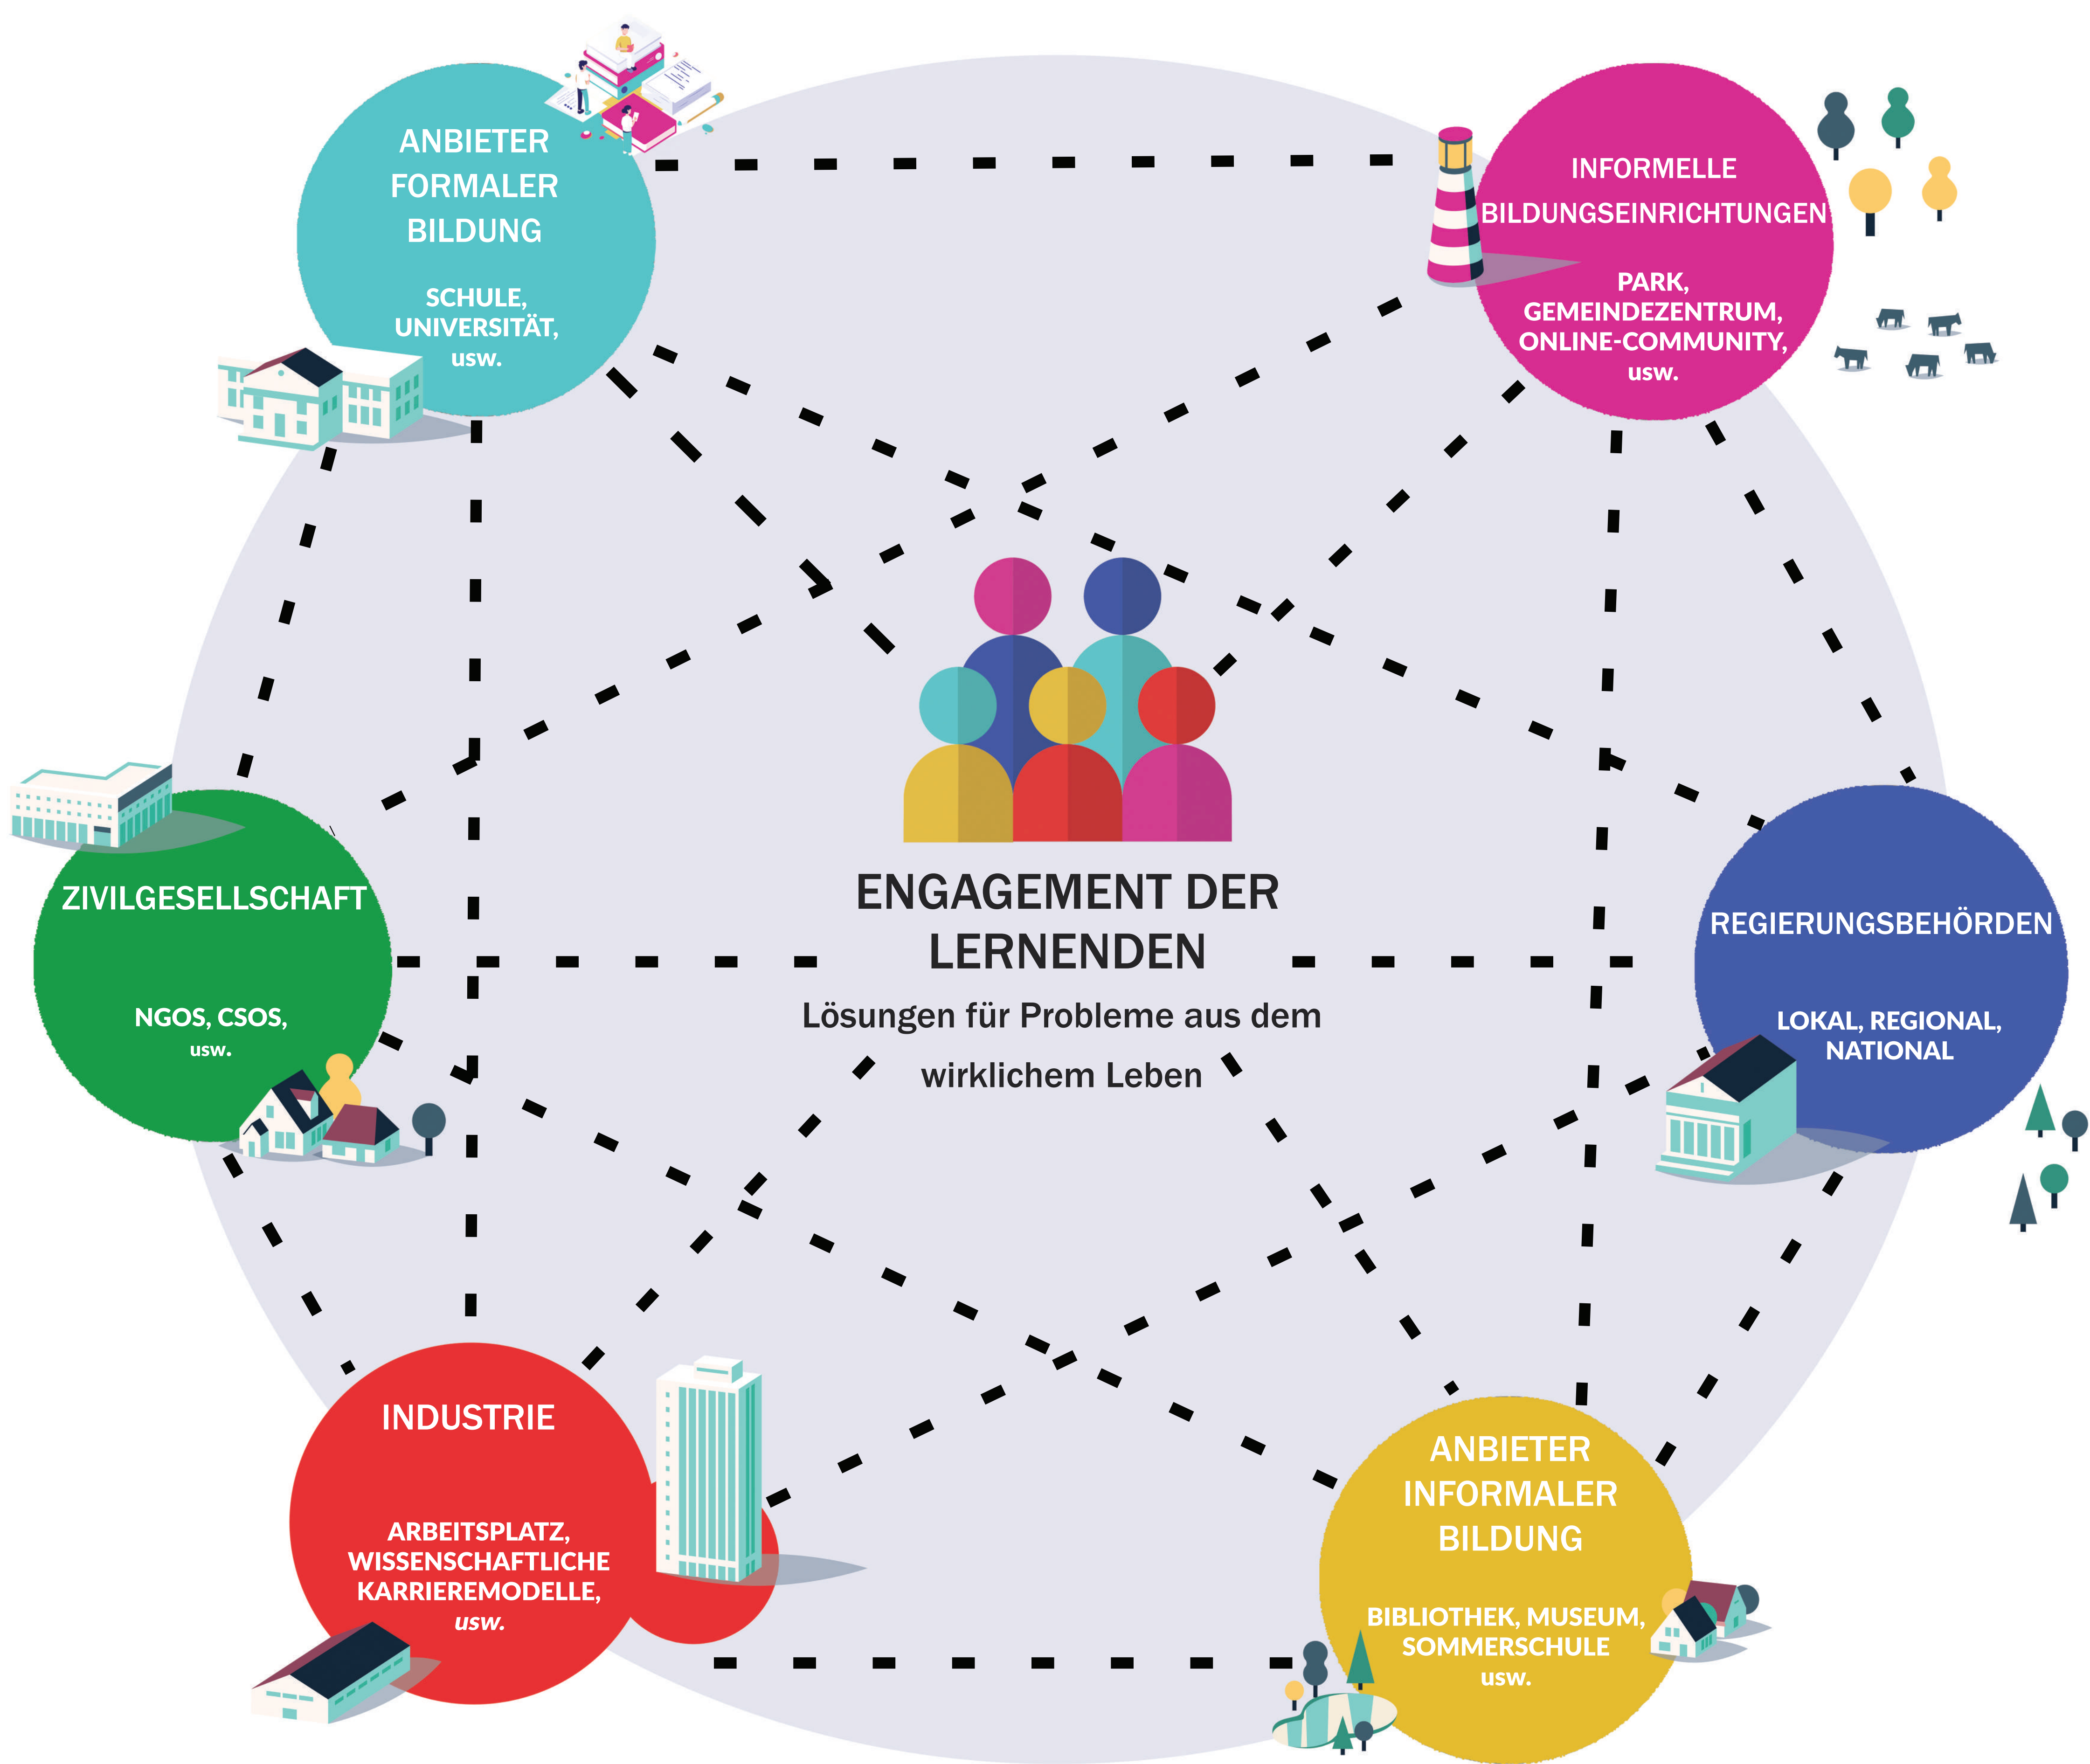 ANBIETER
FORMALER
BILDUNG
SCHULE,
UNIVERSITÄT,
usw.
INFORMELLE
BILDUNGSEINRICHTUNGEN
PARK,
GEMEINDEZENTRUM,
ONLINE-COMMUNITY,
usw.
ZIVILGESELLSCHAFT
NGOS, CSOS,
usw.
ENGAGEMENT DER
LERNENDEN
Lösungen für Probleme aus dem
wirklichem Leben
REGIERUNGSBEHÖRDEN
LOKAL, REGIONAL,
NATIONAL
INDUSTRIE
ARBEITSPLATZ,
WISSENSCHAFTLICHE
KARRIEREMODELLE,
usw.
ANBIETER
INFORMALER
BILDUNG
BIBLIOTHEK, MUSEUM,
SOMMERSCHULE
usw.